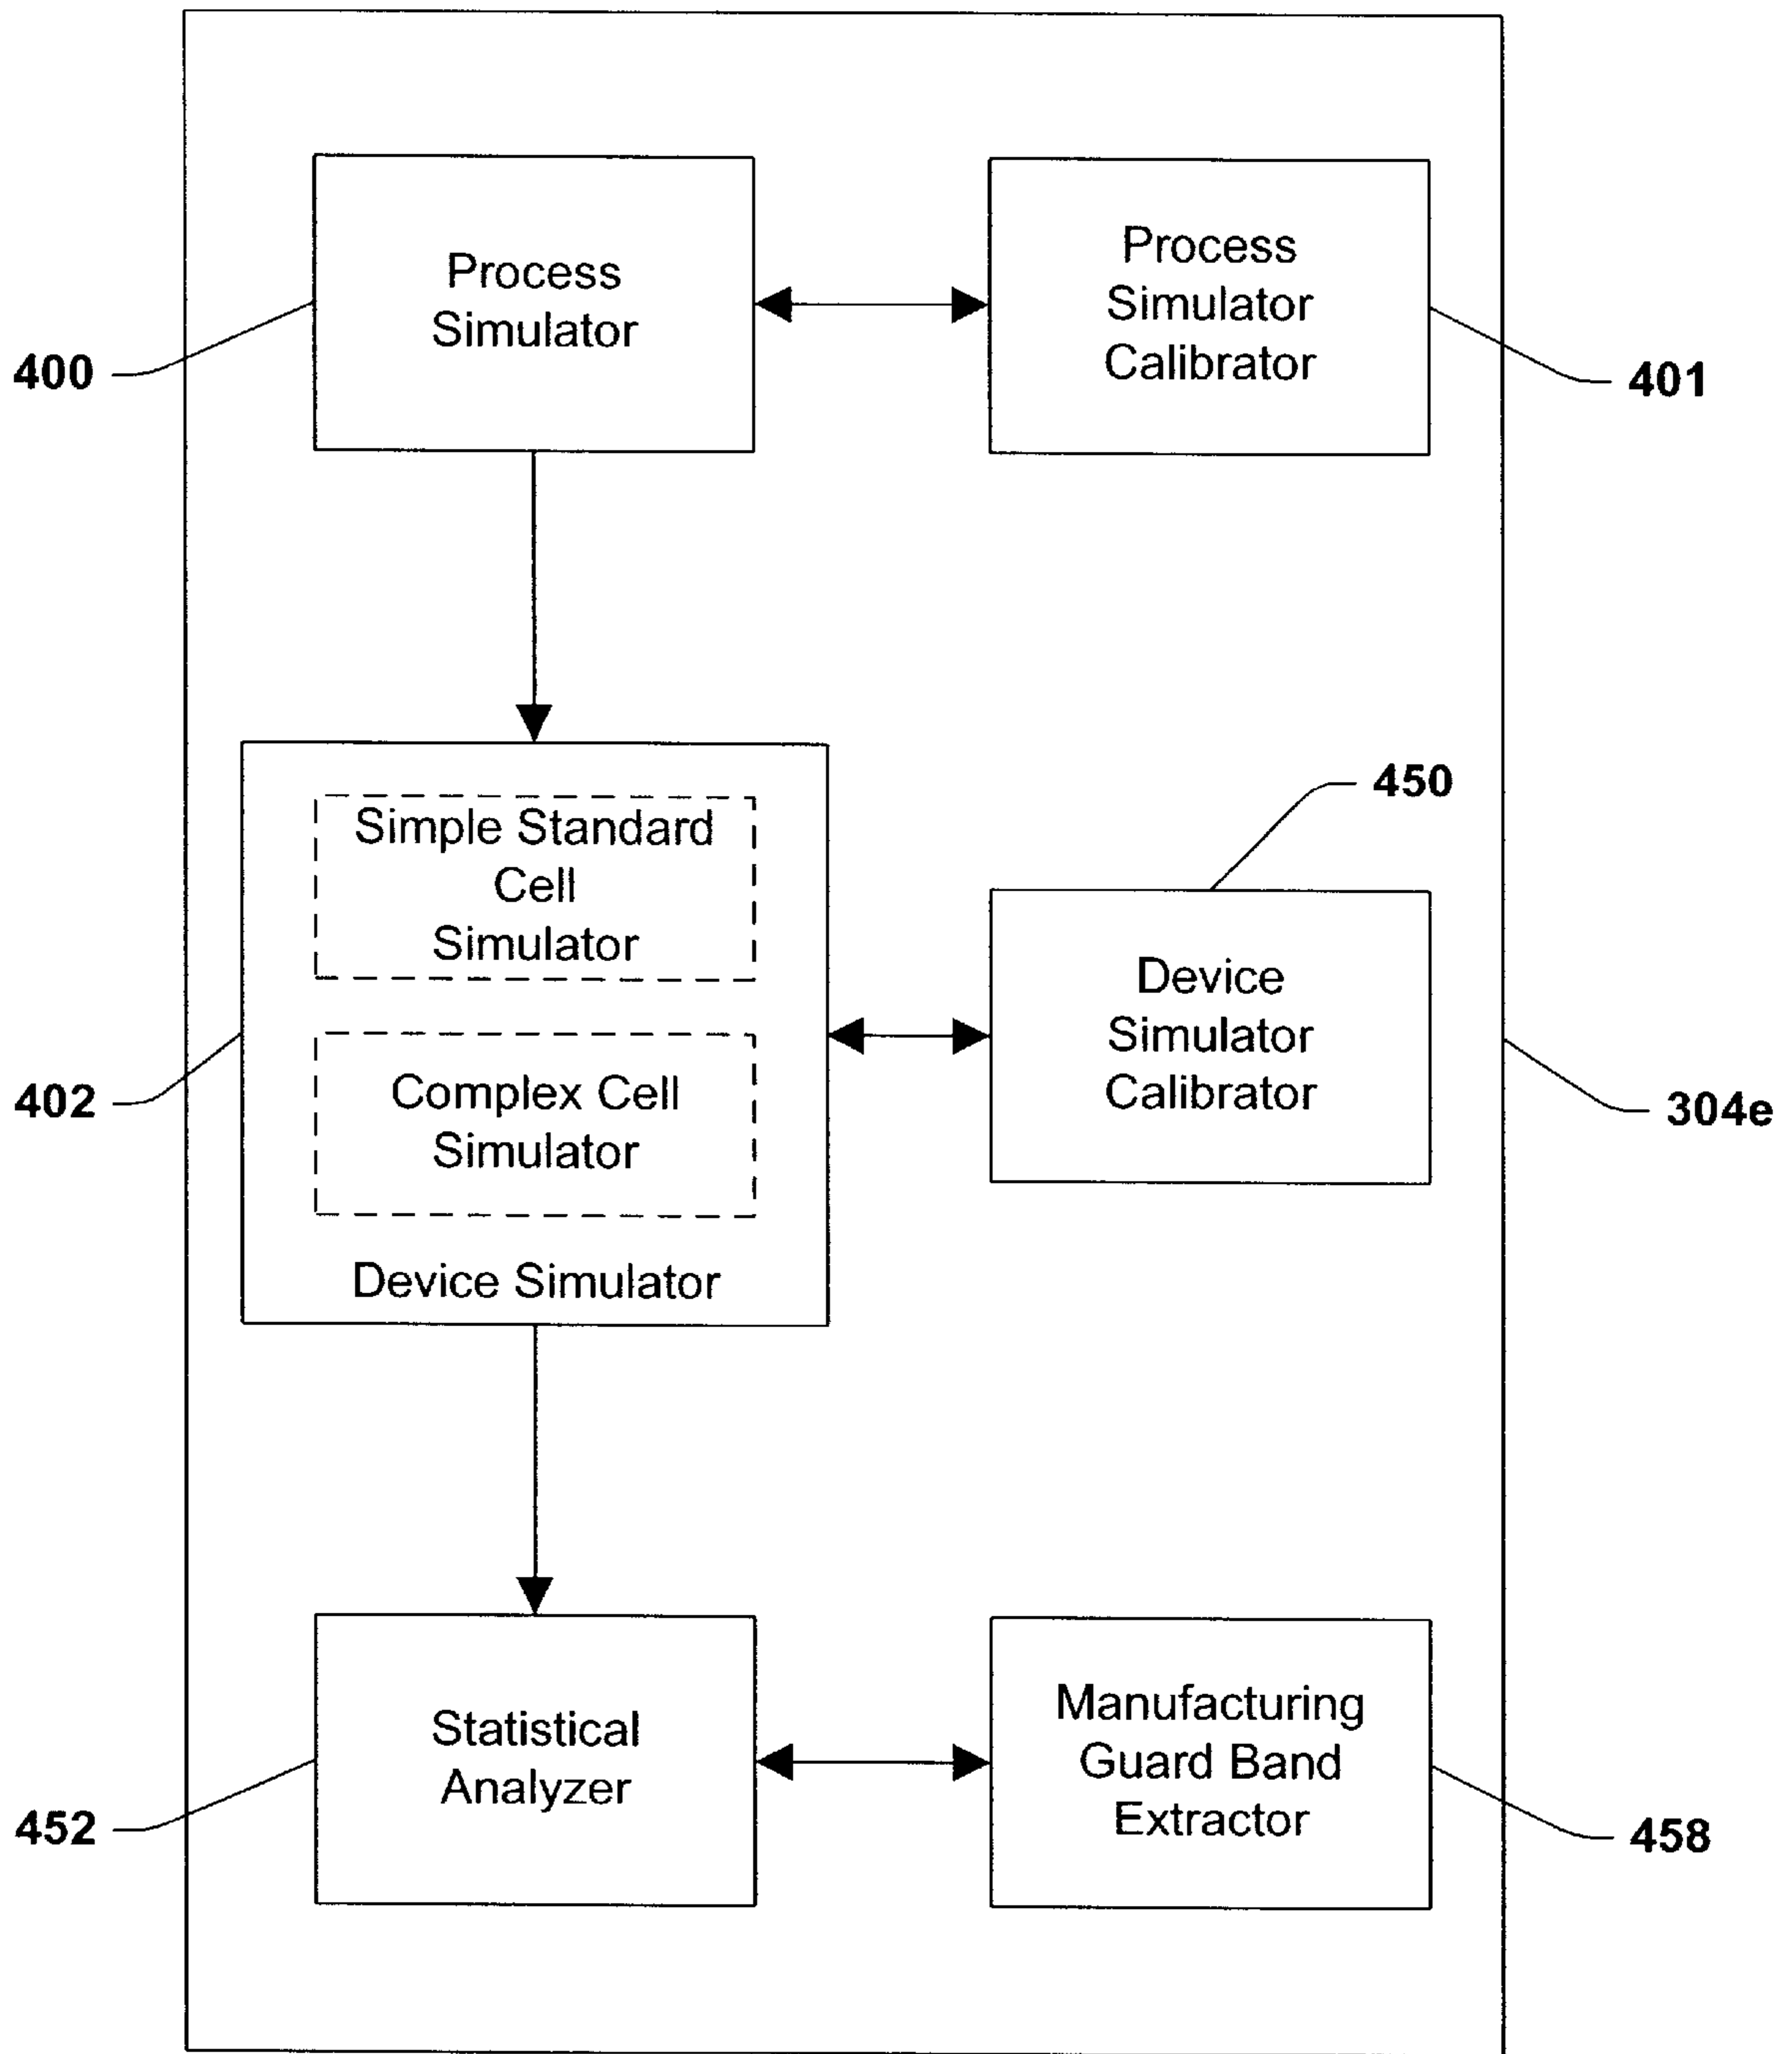 Process
Simulator
Process
Simulator
Calibrator
400
401
Simple Standard
Cell
Simulator
Complex Cell
Simulator
Device Simulator
402
450
Device
Simulator
Calibrator
304e
Statistical
Analyzer
Manufacturing
Guard Band
Extractor
452
458